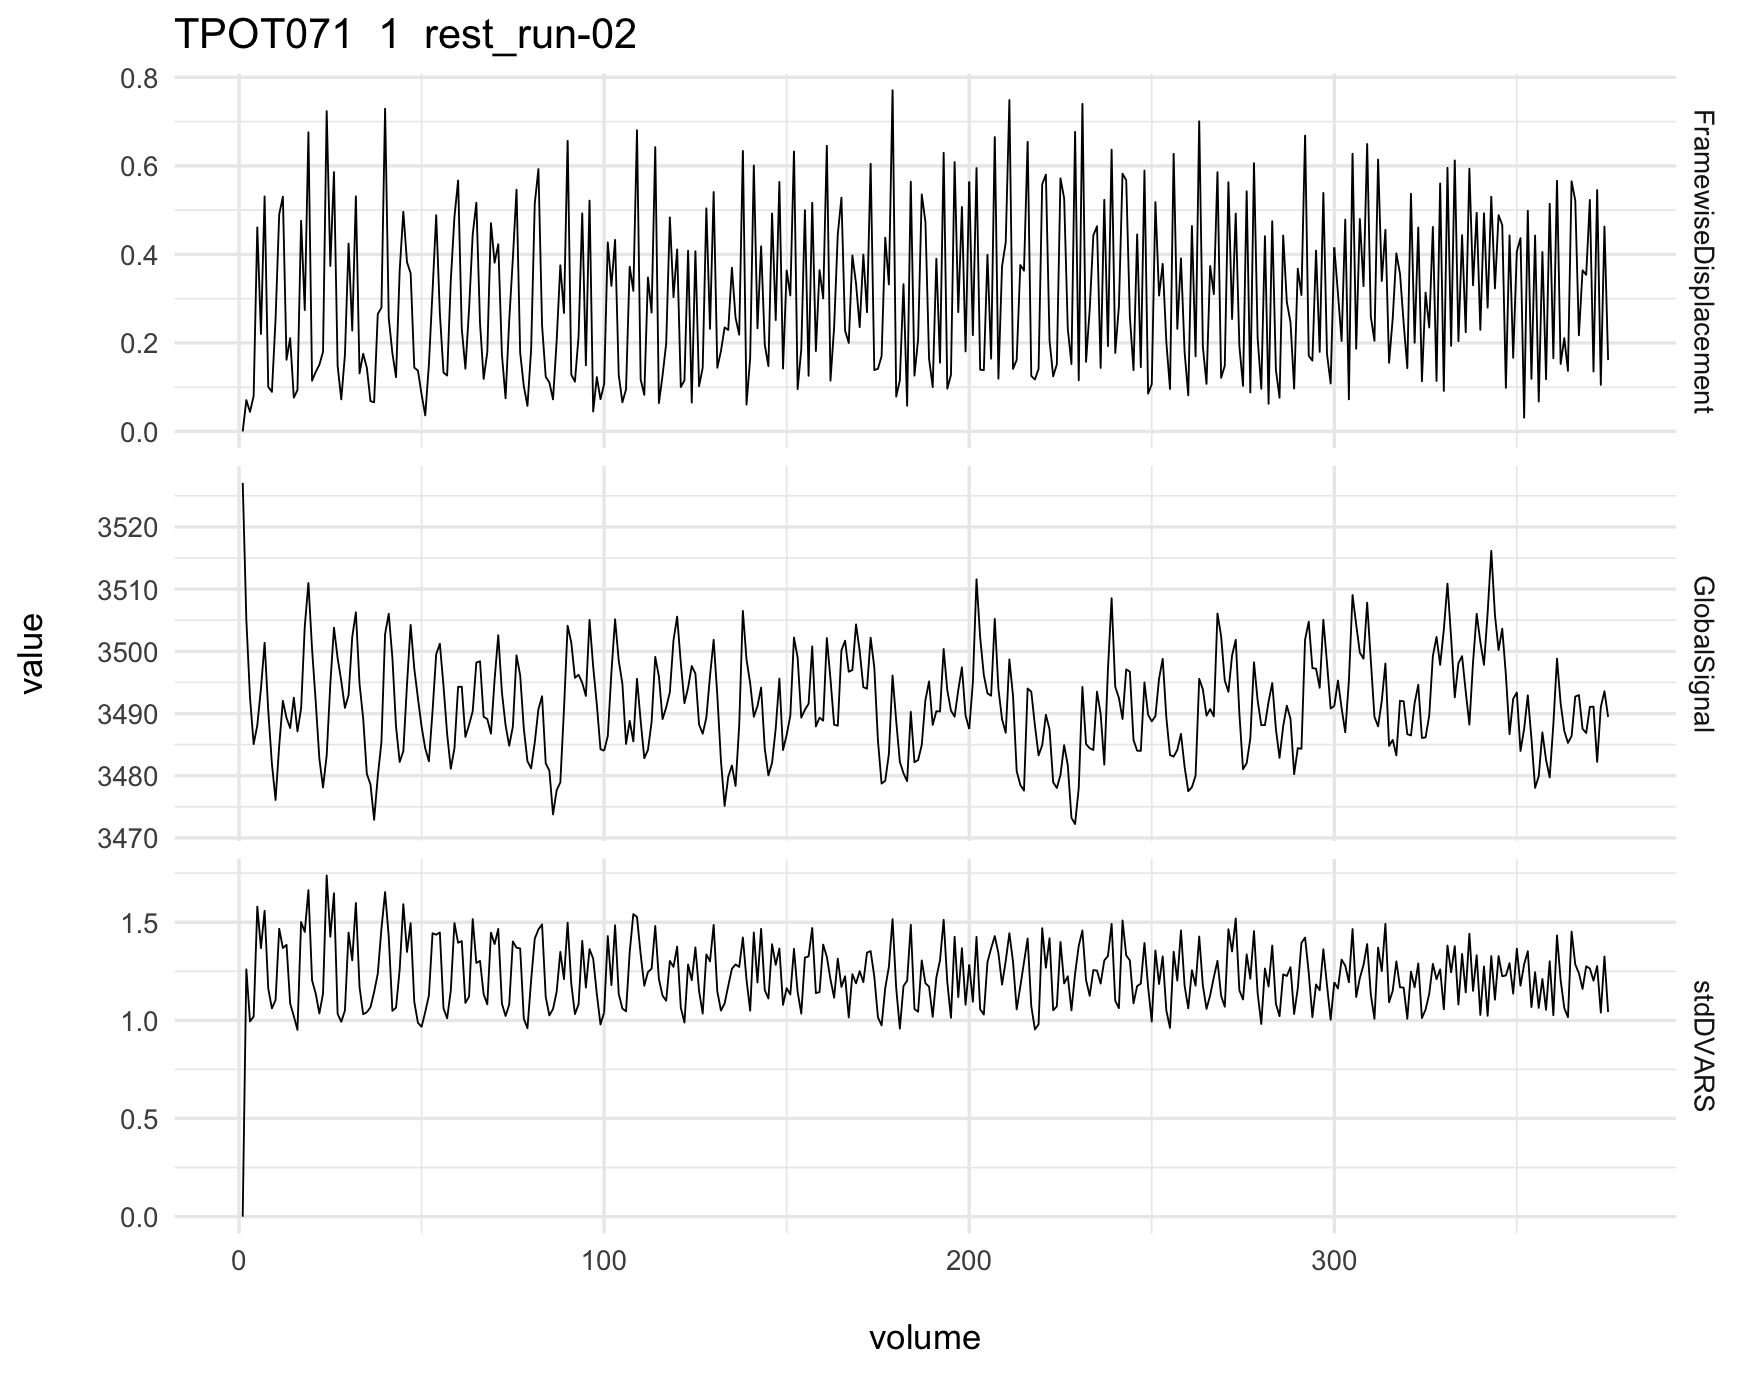 TPOT071 1 rest_run-02
0.8
0.6
0.4
0.2
0.0
FramewiseDisplacement
3520
3510
3500
3490
3480
3470
GlobalSignal
value
1.5
1.0
0.5
0.0
stdDVARS
0 100 200 300
volume